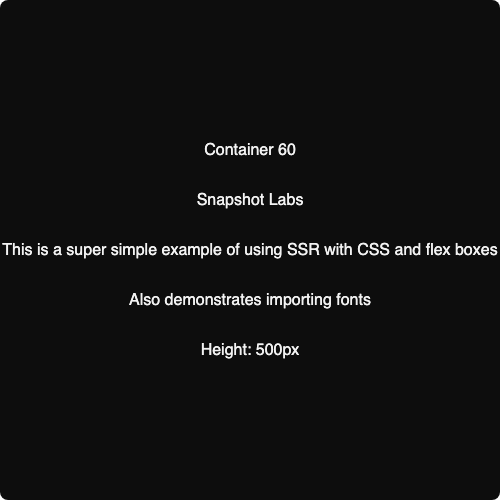 Container 60
Snapshot Labs
This is a super simple example of using SSR with CSS and flex boxes
Also demonstrates importing fonts
Height: 500px